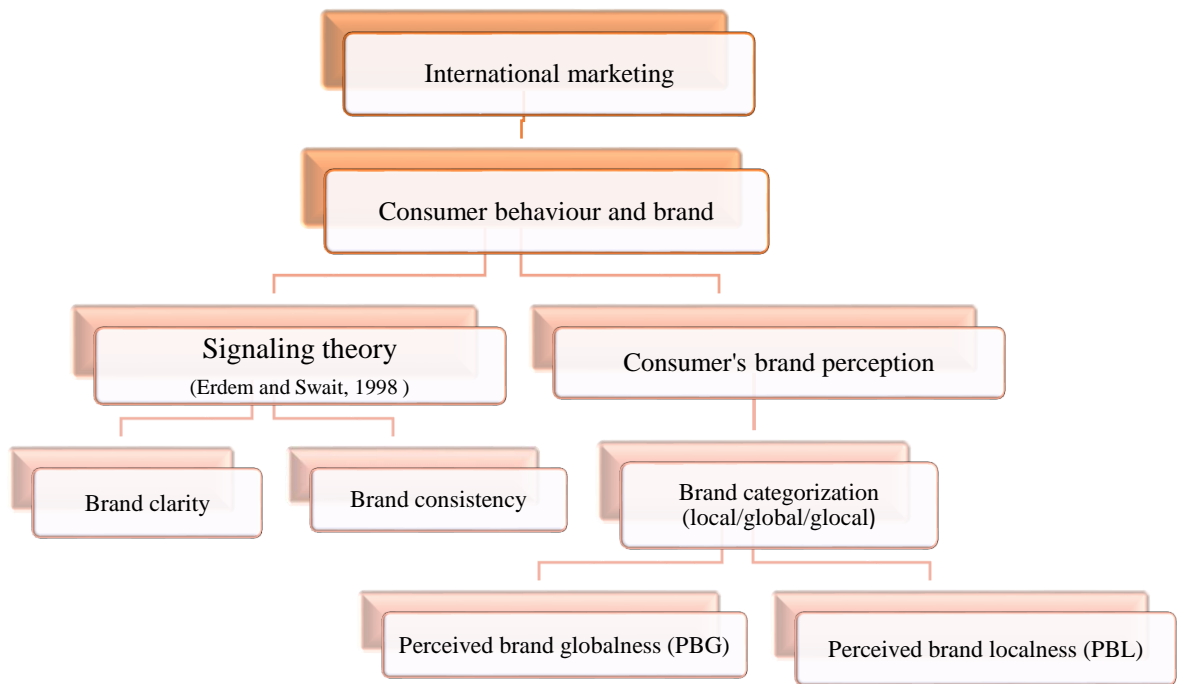 International marketing
Consumer behaviour and brand
Signaling theory
(Erdem and Swait, 1998 )
Consumer's brand perception
Brand clarity
Brand consistency
Brand categorization
(local/global/glocal)
Perceived brand globalness (PBG)
Perceived brand localness (PBL)